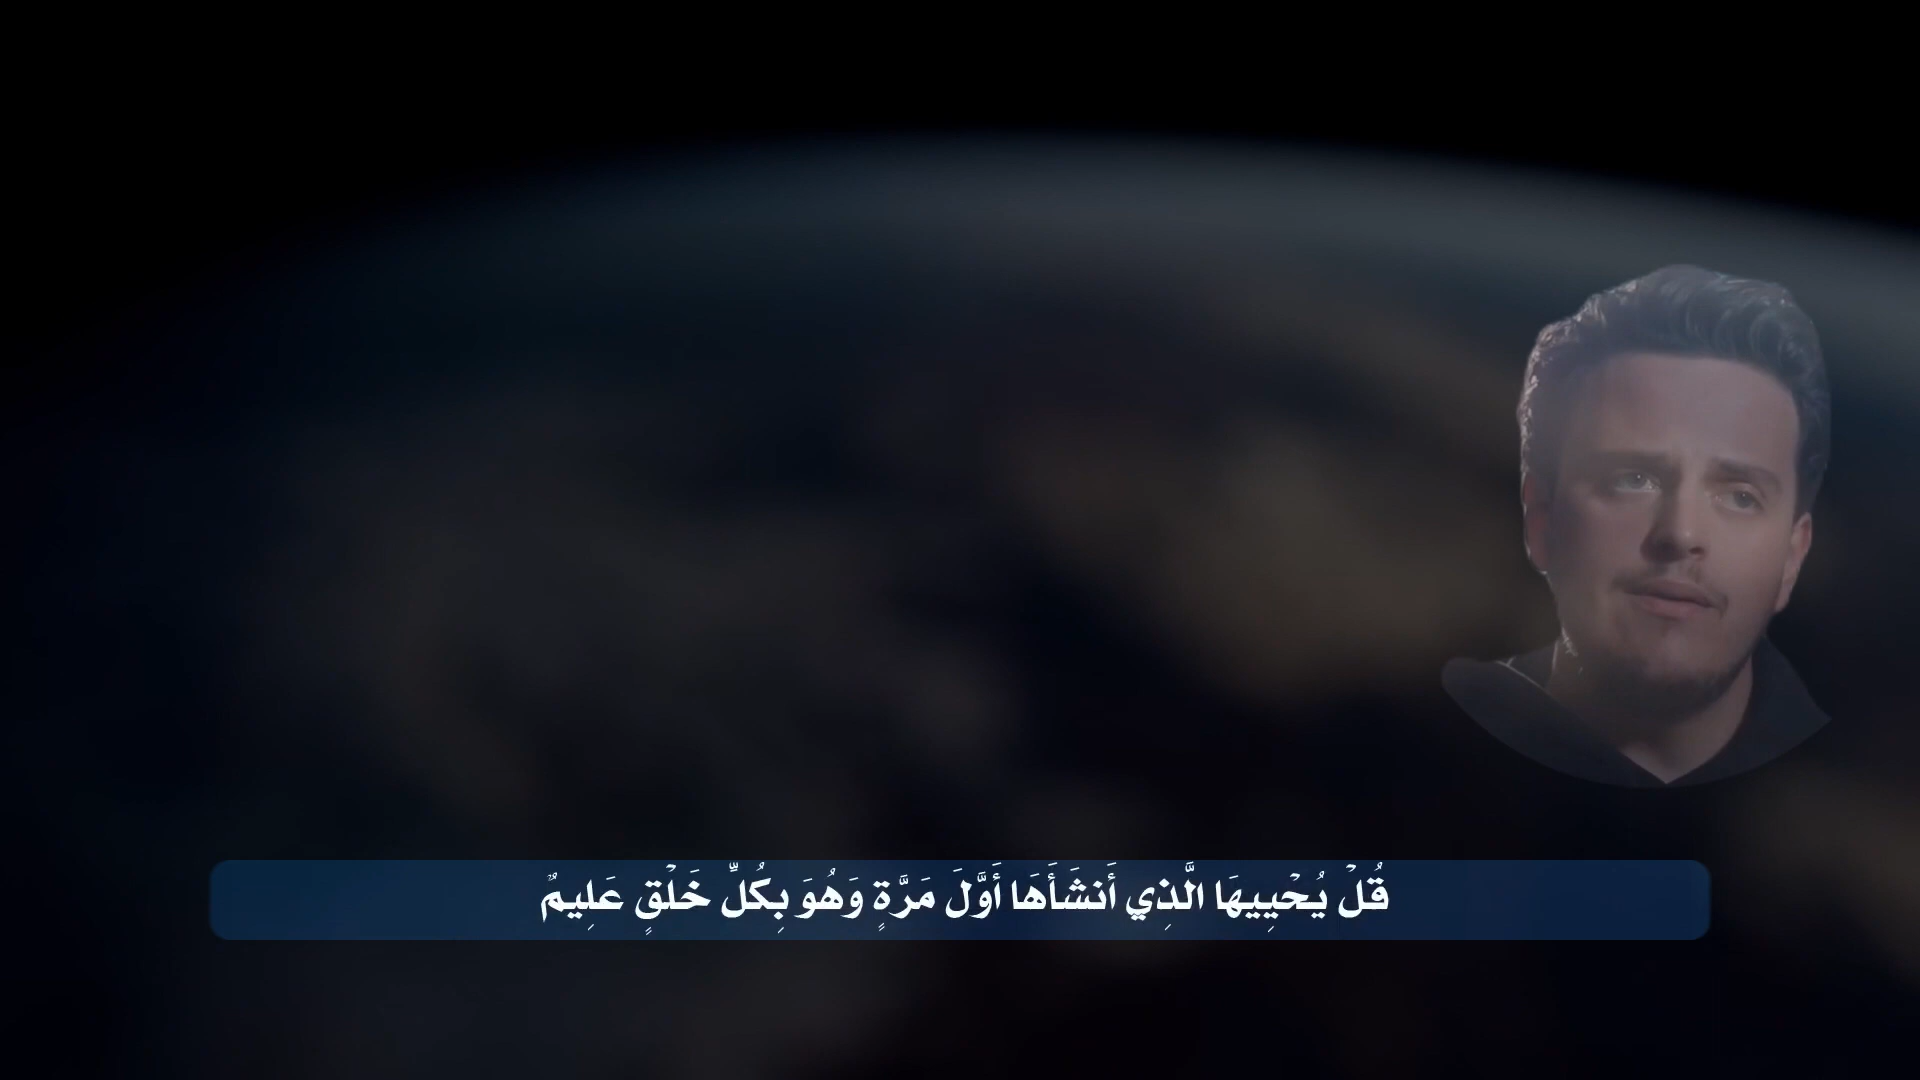 قُلْ يُحْيِيهَا الَّذِي أَنشَأَهَا أَوَّلَ مَرَّةٍ وَهُوَ بِكُلِّ خَلْقٍ عَلِيمٌ